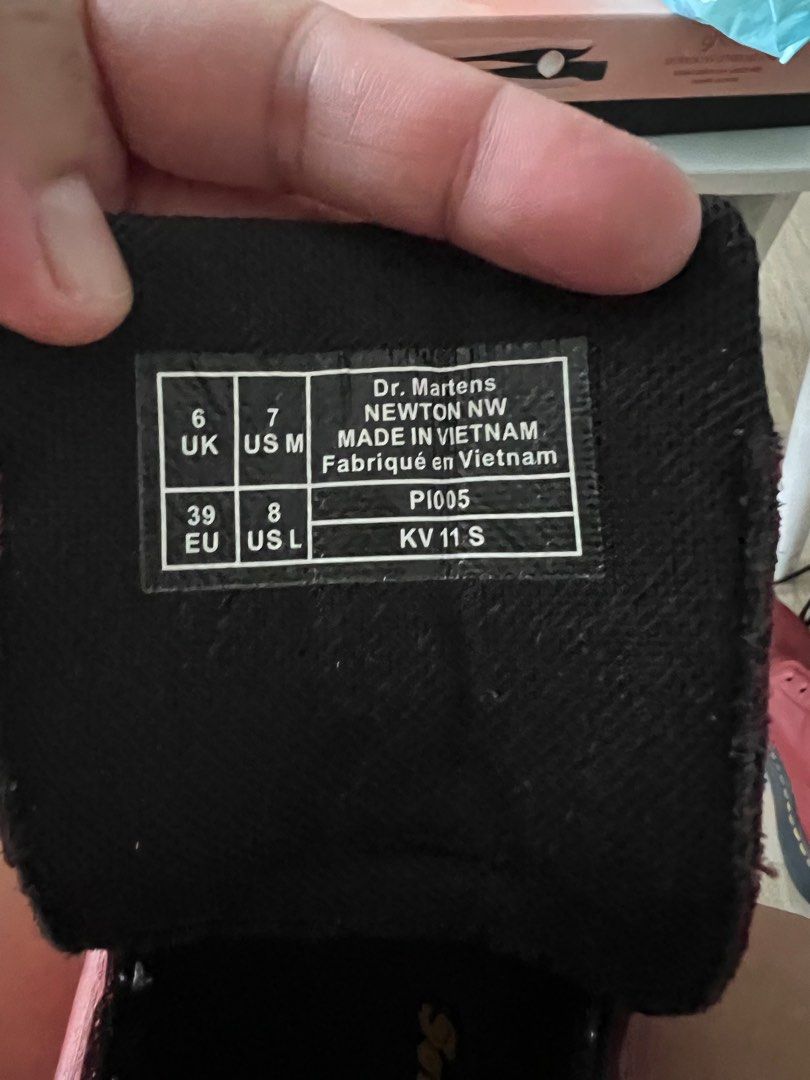 6
UK
7
US M
Dr. Martens
NEWTON NW
MADE IN VIETNAM
Fabriqué en Vietnam
39
EU
8
US L
PI005
KV 11 S